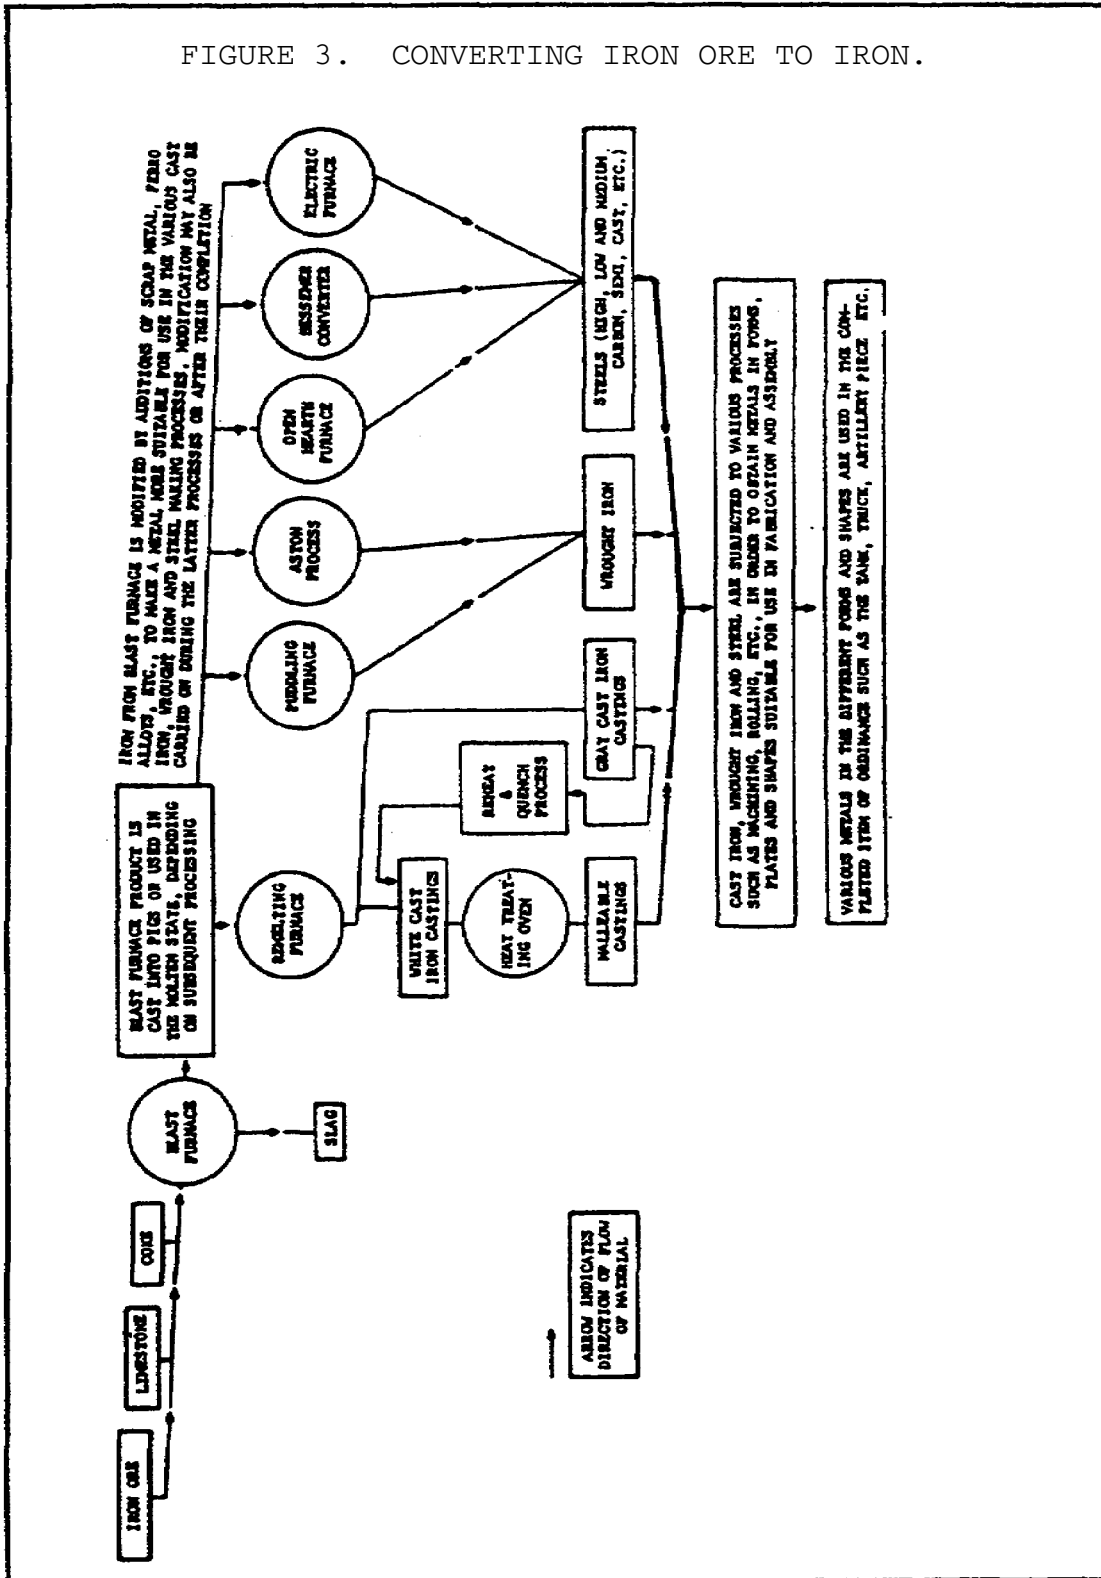 FIGURE 3. CONVERTING IRON ORE TO IRON.
IRON ORE
LIMESTONE
COKE
BLAST
FURNACE
SLAG
BLAST FURNACE PRODUCT IS
CAST INTO PIGS OR USED IN
THE MOLTEN STATE, DEPENDING
ON SUBSEQUENT PROCESSING
IRON FROM BLAST FURNACE IS MODIFIED BY ADDITIONS OF SCRAP METAL, FERRO
ALLOYS, ETC., TO MAKE A METAL MORE SUITABLE FOR USE IN THE VARIOUS CAST
IRON, WROUGHT IRON AND STEEL MAKING PROCESSES, MODIFICATION MAY ALSO BE
CARRIED ON DURING THE LATTER PROCESSES OR AFTER THEIR COMPLETION
REMELTING
FURNACE
PUDDLING
FURNACE
ASTON
PROCESS
OPEN
HEARTH
FURNACE
BESSEMER
CONVERTER
ELECTRIC
FURNACE
WHITE CAST
IRON CASTINGS
REHEAT
&
QUENCH
PROCESS
HEAT TREAT-
ING OVEN
MALLEABLE
CASTINGS
GRAY CAST IRON
CASTINGS
WROUGHT IRON
STEELS (HIGH, LOW AND MEDIUM
CARBON, SEMI, CAST, ETC.)
ARROW INDICATES
DIRECTION OF FLOW
OF MATERIAL
CAST IRON, WROUGHT IRON AND STEEL ARE SUBJECTED TO VARIOUS PROCESSES
SUCH AS MACHINING, ROLLING, ETC., IN ORDER TO OBTAIN METALS IN FORMS,
PLATES AND SHAPES SUITABLE FOR USE IN FABRICATION AND ASSEMBLY
VARIOUS METALS IN THE DIFFERENT FORMS AND SHAPES ARE USED IN THE COM-
PLETED ITEM OF ORDINANCE SUCH AS THE TANK, TRUCK, ARTILLERY PIECE ETC.